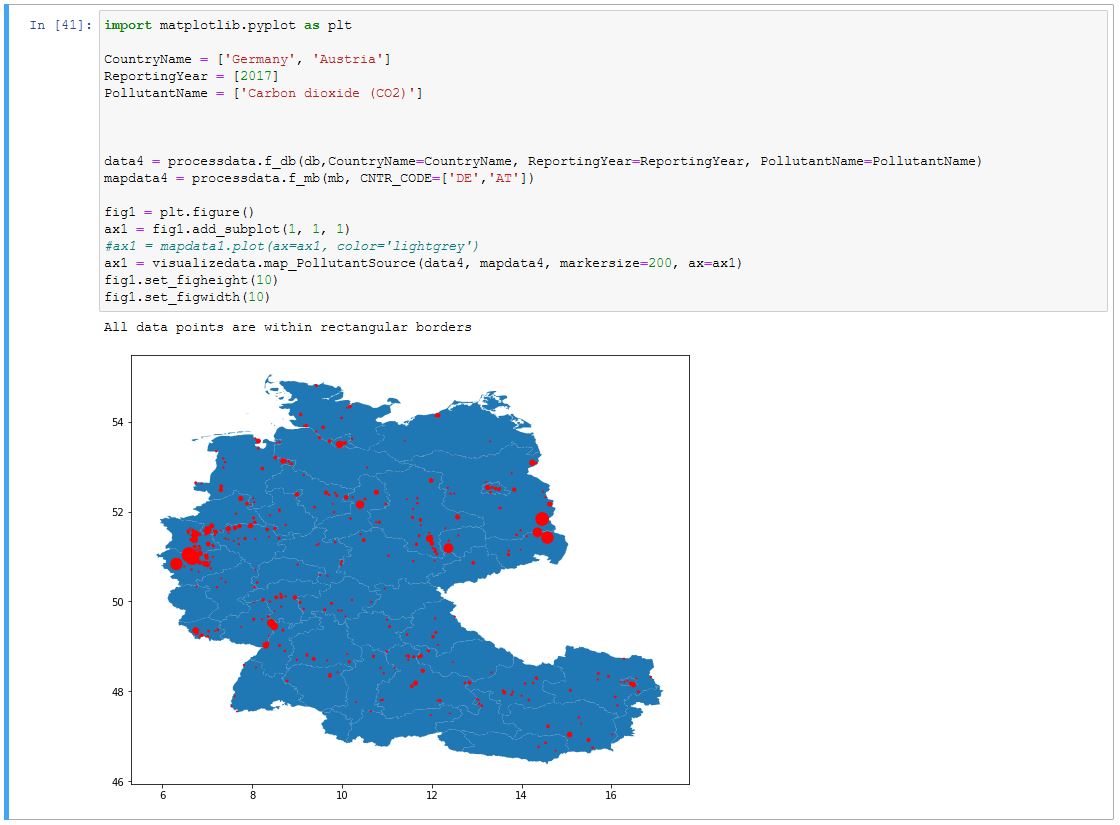 In [41]: import matplotlib.pyplot as plt
CountryName = ['Germany', 'Austria']
ReportingYear = [2017]
PollutantName = ['Carbon dioxide (CO2)']
data4 = processdata.f_db(db,CountryName=CountryName, ReportingYear=ReportingYear, PollutantName=PollutantName)
mapdata4 = processdata.f_mb(mb, CNTR_CODE=['DE','AT'])
fig1 = plt.figure()
ax1 = fig1.add_subplot(1, 1, 1)
#ax1 = mapdata1.plot(ax=ax1, color='lightgrey')
ax1 = visualizedata.map_PollutantSource(data4, mapdata4, markersize=200, ax=ax1)
fig1.set_figheight(10)
fig1.set_figwidth(10)
All data points are within rectangular borders
54
52
50
48
46
6 8 10 12 14 16